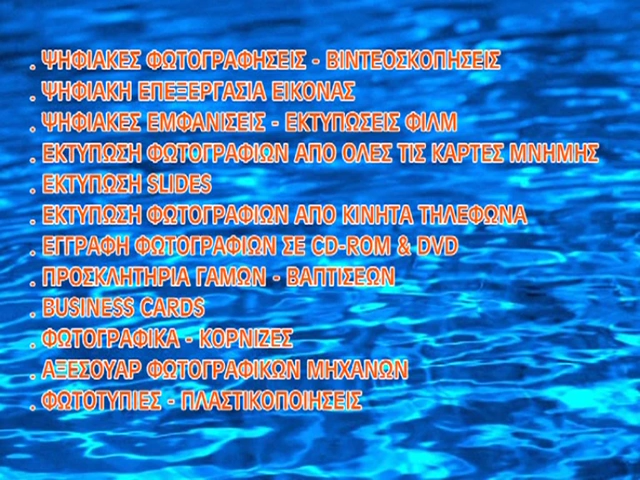 . ΨΗΦΙΑΚΕΣ ΦΩΤΟΓΡΑΦΗΣΕΙΣ - ΒΙΝΤΕΟΣΚΟΠΗΣΕΙΣ
. ΨΗΦΙΑΚΗ ΕΠΕΞΕΡΓΑΣΙΑ ΕΙΚΟΝΑΣ
. ΨΗΦΙΑΚΕΣ ΕΜΦΑΝΙΣΕΙΣ - ΕΚΤΥΠΩΣΕΙΣ ΦΙΛΜ
. ΕΚΤΥΠΩΣΗ ΦΩΤΟΓΡΑΦΙΩΝ ΑΠΟ ΟΛΕΣ ΤΙΣ ΚΑΡΤΕΣ ΜΝΗΜΗΣ
. ΕΚΤΥΠΩΣΗ SLIDES
. ΕΚΤΥΠΩΣΗ ΦΩΤΟΓΡΑΦΙΩΝ ΑΠΟ ΚΙΝΗΤΑ ΤΗΛΕΦΩΝΑ
. ΕΓΓΡΑΦΗ ΦΩΤΟΓΡΑΦΙΩΝ ΣΕ CD-ROM & DVD
. ΠΡΟΣΚΛΗΤΗΡΙΑ ΓΑΜΩΝ - ΒΑΠΤΙΣΕΩΝ
. BUSINESS CARDS
. ΦΩΤΟΓΡΑΦΙΚΑ - ΚΟΡΝΙΖΕΣ
. ΑΞΕΣΟΥΑΡ ΦΩΤΟΓΡΑΦΙΚΩΝ ΜΗΧΑΝΩΝ
. ΦΩΤΟΤΥΠΙΕΣ - ΠΛΑΣΤΙΚΟΠΟΙΗΣΕΙΣ